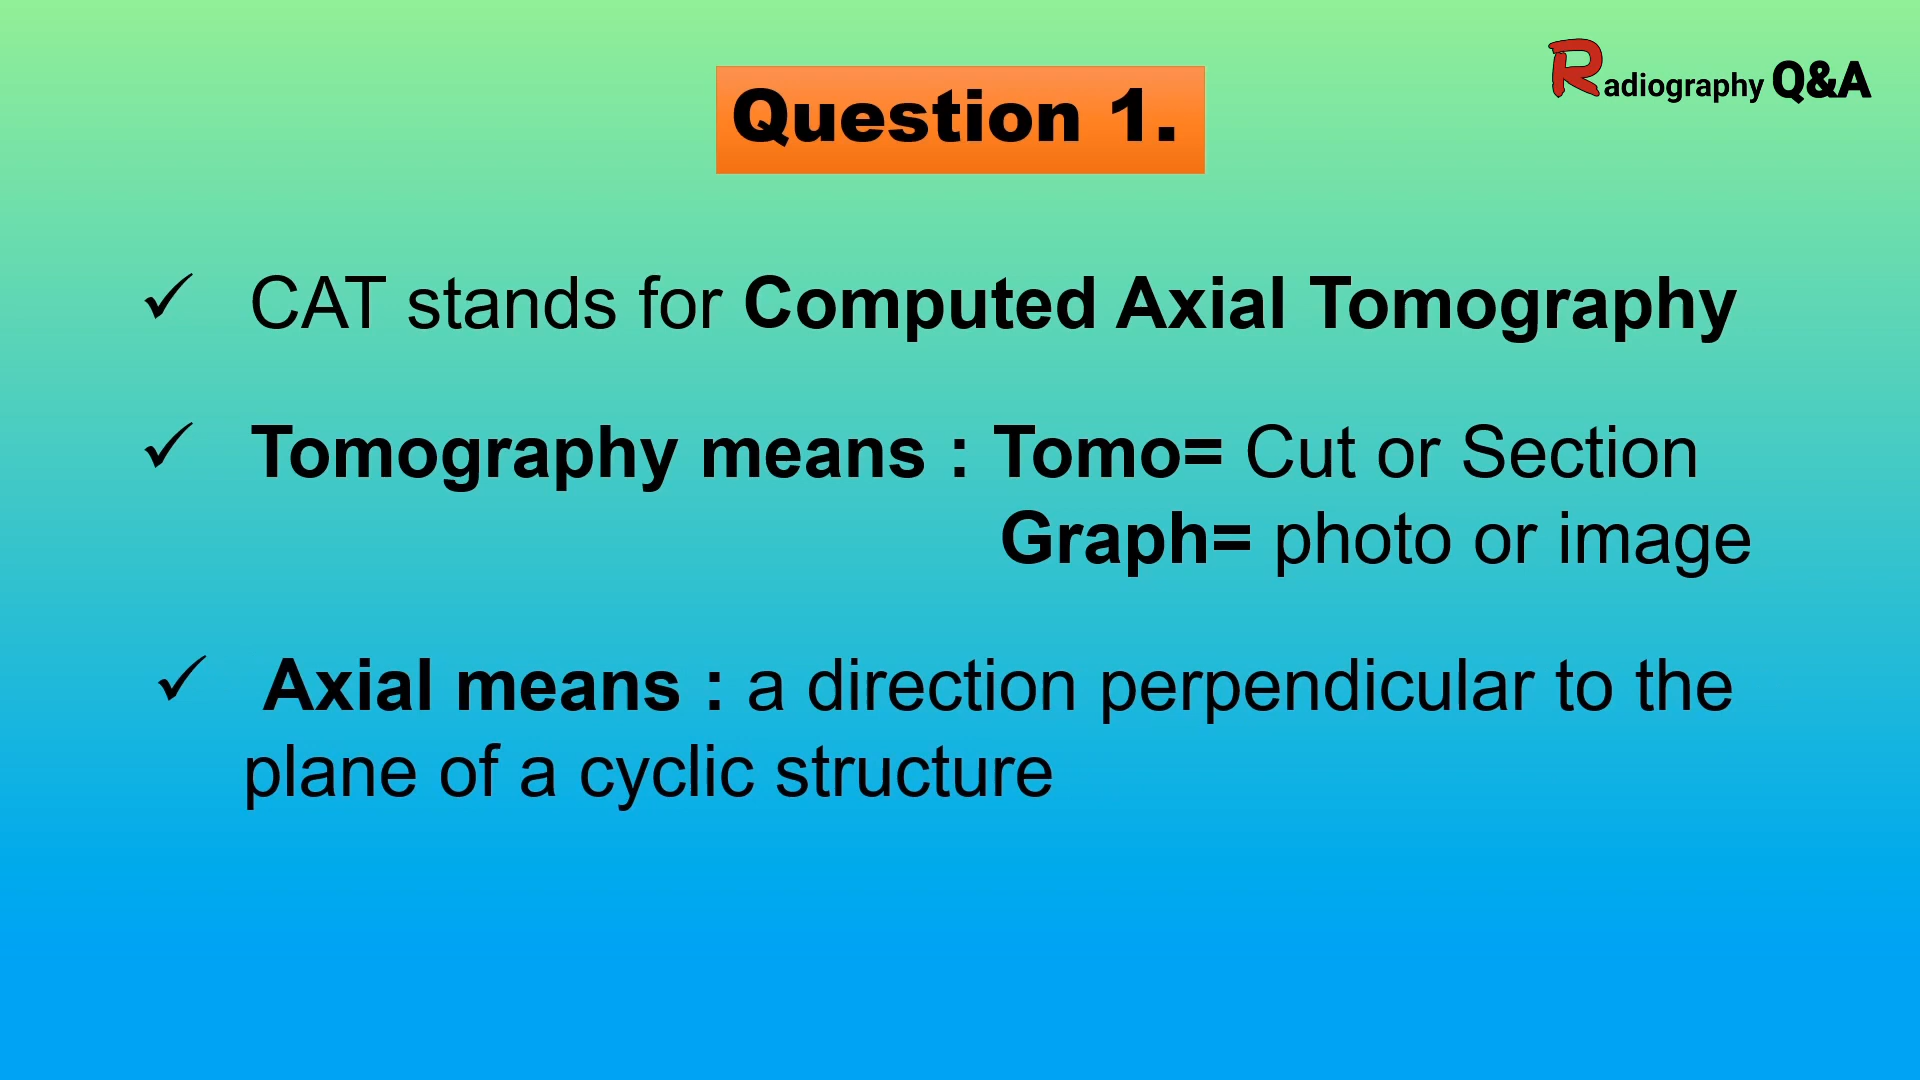 Radiography Q&A
Question 1.
✓ CAT stands for Computed Axial Tomography
✓ Tomography means : Tomo= Cut or Section
Graph= photo or image
✓ Axial means : a direction perpendicular to the
plane of a cyclic structure